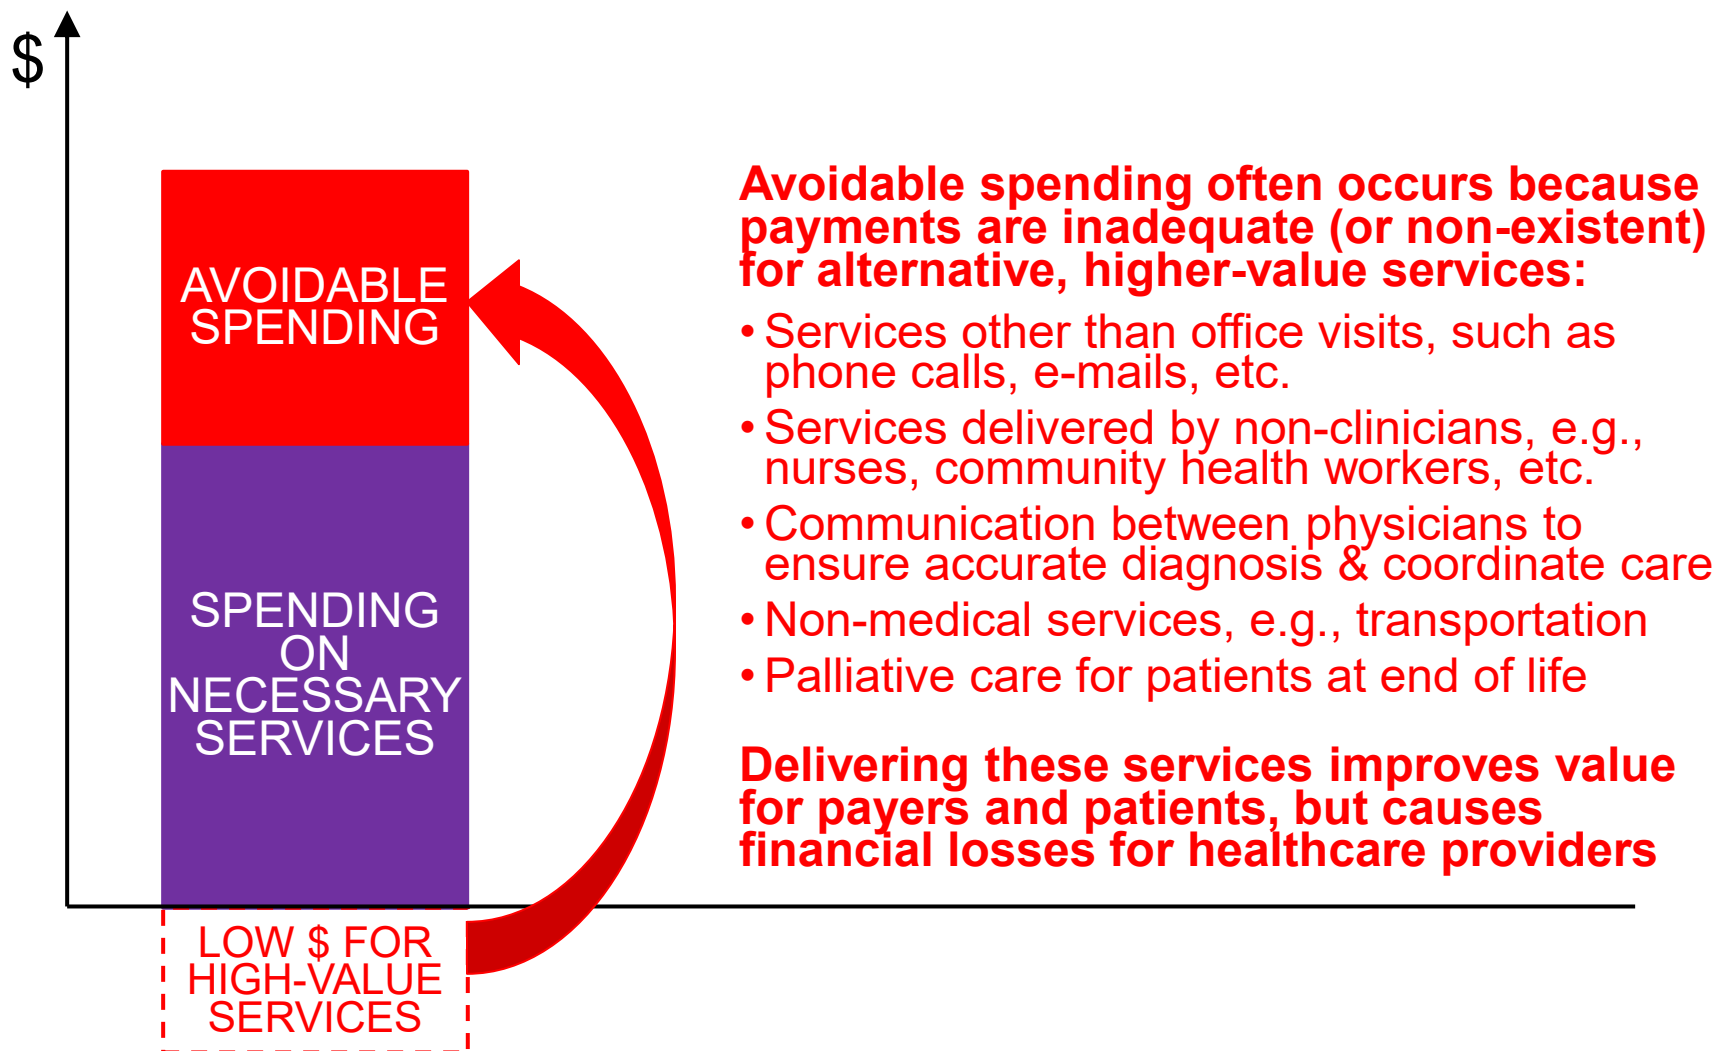 $
AVOIDABLE
SPENDING
SPENDING
ON
NECESSARY
SERVICES
LOW $ FOR
HIGH-VALUE
SERVICES
Avoidable spending often occurs because
payments are inadequate (or non-existent)
for alternative, higher-value services:
• Services other than office visits, such as
phone calls, e-mails, etc.
• Services delivered by non-clinicians, e.g.,
nurses, community health workers, etc.
• Communication between physicians to
ensure accurate diagnosis & coordinate care
• Non-medical services, e.g., transportation
• Palliative care for patients at end of life
Delivering these services improves value
for payers and patients, but causes
financial losses for healthcare providers